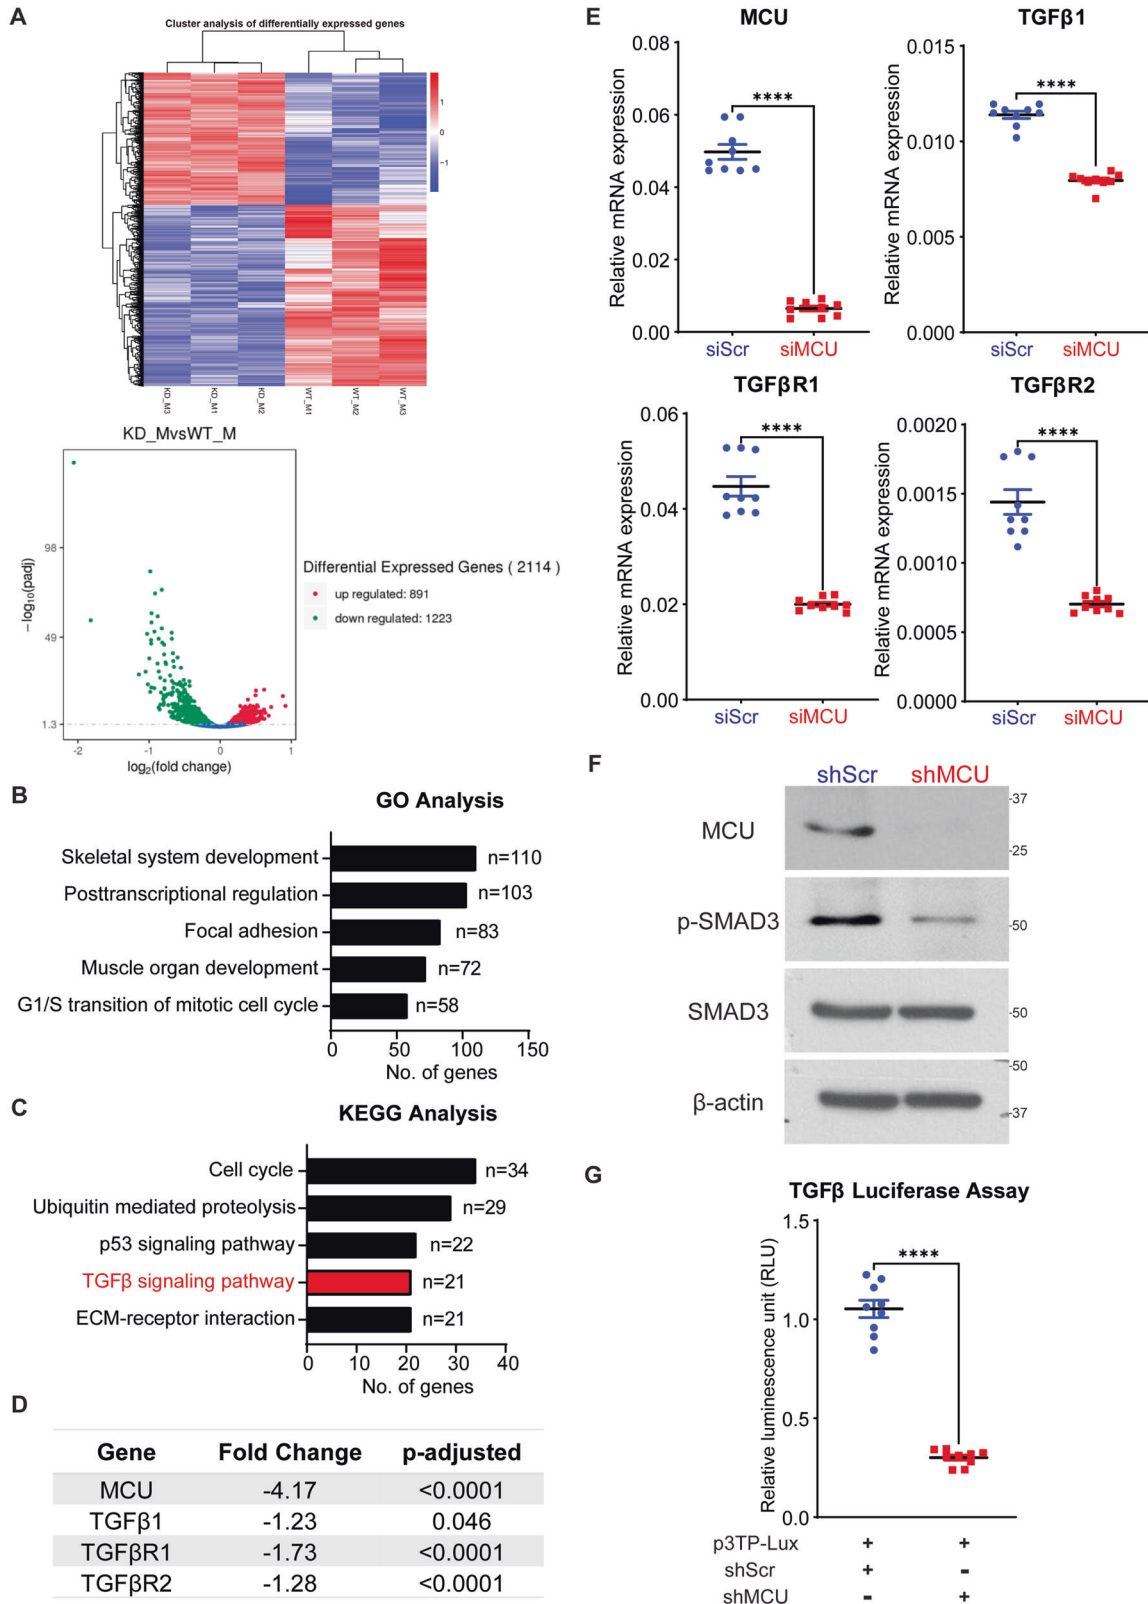 A
Cluster analysis of differentially expressed genes
1
0
−1
KD_M3
KD_M1
KD_M2
WT_M1
WT_M2
WT_M3
KD_MvsWT_M
98
49
1.3
−log10(padj)
-2
-1
0
1
log2(fold change)
Differential Expressed Genes ( 2114 )
up regulated: 891
down regulated: 1223
B
GO Analysis
Skeletal system development
n=110
Posttranscriptional regulation
n=103
Focal adhesion
n=83
Muscle organ development
n=72
G1/S transition of mitotic cell cycle
n=58
0
50
100
150
No. of genes
C
KEGG Analysis
Cell cycle
n=34
Ubiquitin mediated proteolysis
n=29
p53 signaling pathway
n=22
TGFβ signaling pathway
n=21
ECM-receptor interaction
n=21
0
10
20
30
40
No. of genes
D
Gene Fold Change p-adjusted
MCU -4.17 <0.0001
TGFβ1 -1.23 0.046
TGFβR1 -1.73 <0.0001
TGFβR2 -1.28 <0.0001
E
MCU
Relative mRNA expression
0.08
0.06
0.04
0.02
0.00
****
siScr
siMCU
TGFβ1
Relative mRNA expression
0.015
0.010
0.005
0.000
****
siScr
siMCU
TGFβR1
Relative mRNA expression
0.06
0.04
0.02
0.00
****
siScr
siMCU
TGFβR2
Relative mRNA expression
0.0020
0.0015
0.0010
0.0005
0.0000
****
siScr
siMCU
F
shScr shMCU
MCU
-37
-25
p-SMAD3
-50
SMAD3
-50
β-actin
-50
-37
G
TGFβ Luciferase Assay
Relative luminescence unit (RLU)
1.5
1.0
0.5
0.0
****
p3TP-Lux + +
shScr + -
shMCU - +